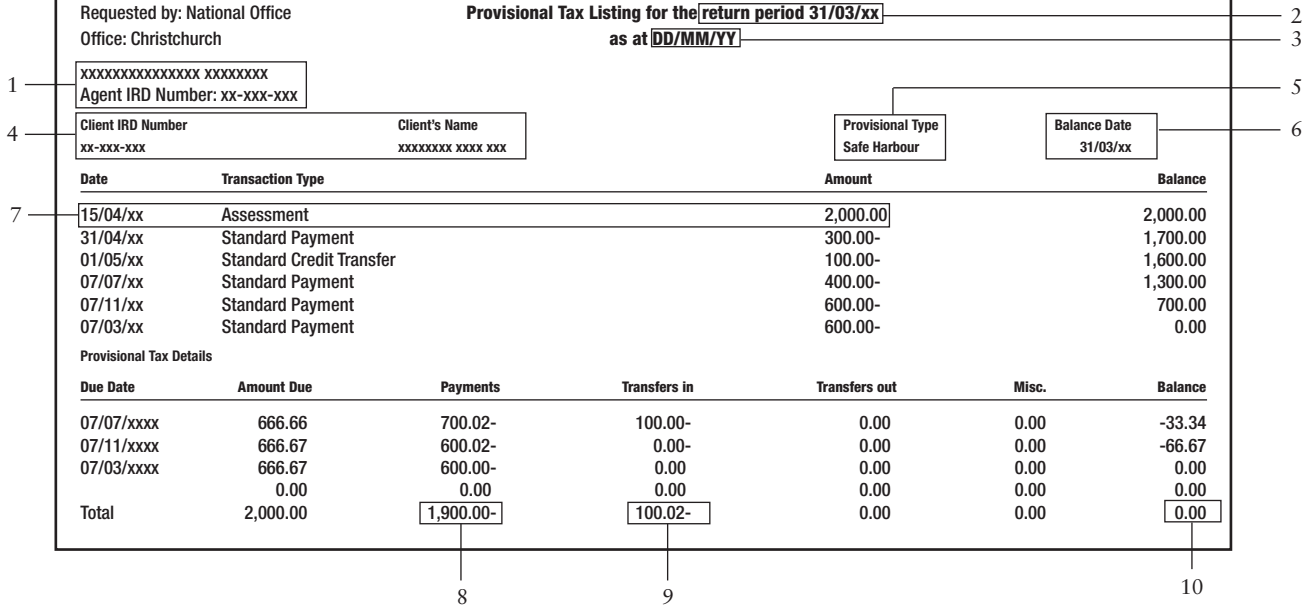 Requested by: National Office Provisional Tax Listing for the return period 31/03/xx 2
Office: Christchurch as at DD/MM/YY 3
1 xxxxxxxxxxxxxxx xxxxxxxx
Agent IRD Number: xx-xxx-xxx
5
4 Client IRD Number Client's Name Provisional Type Balance Date 6
xx-xxx-xxx xxxxxxxx xxxx xxx Safe Harbour 31/03/xx
Date Transaction Type Amount Balance
7 15/04/xx Assessment 2,000.00 2,000.00
31/04/xx Standard Payment 300.00- 1,700.00
01/05/xx Standard Credit Transfer 100.00- 1,600.00
07/07/xx Standard Payment 400.00- 1,300.00
07/11/xx Standard Payment 600.00- 700.00
07/03/xx Standard Payment 600.00- 0.00
Provisional Tax Details
Due Date Amount Due Payments Transfers in Transfers out Misc. Balance
07/07/xxxx 666.66 700.02- 100.00- 0.00 0.00 -33.34
07/11/xxxx 666.67 600.02- 0.00- 0.00 0.00 -66.67
07/03/xxxx 666.67 600.00- 0.00 0.00 0.00 0.00
0.00 0.00 0.00 0.00 0.00 0.00
Total 2,000.00 1,900.00- 100.02- 0.00 0.00 0.00
8 9 10